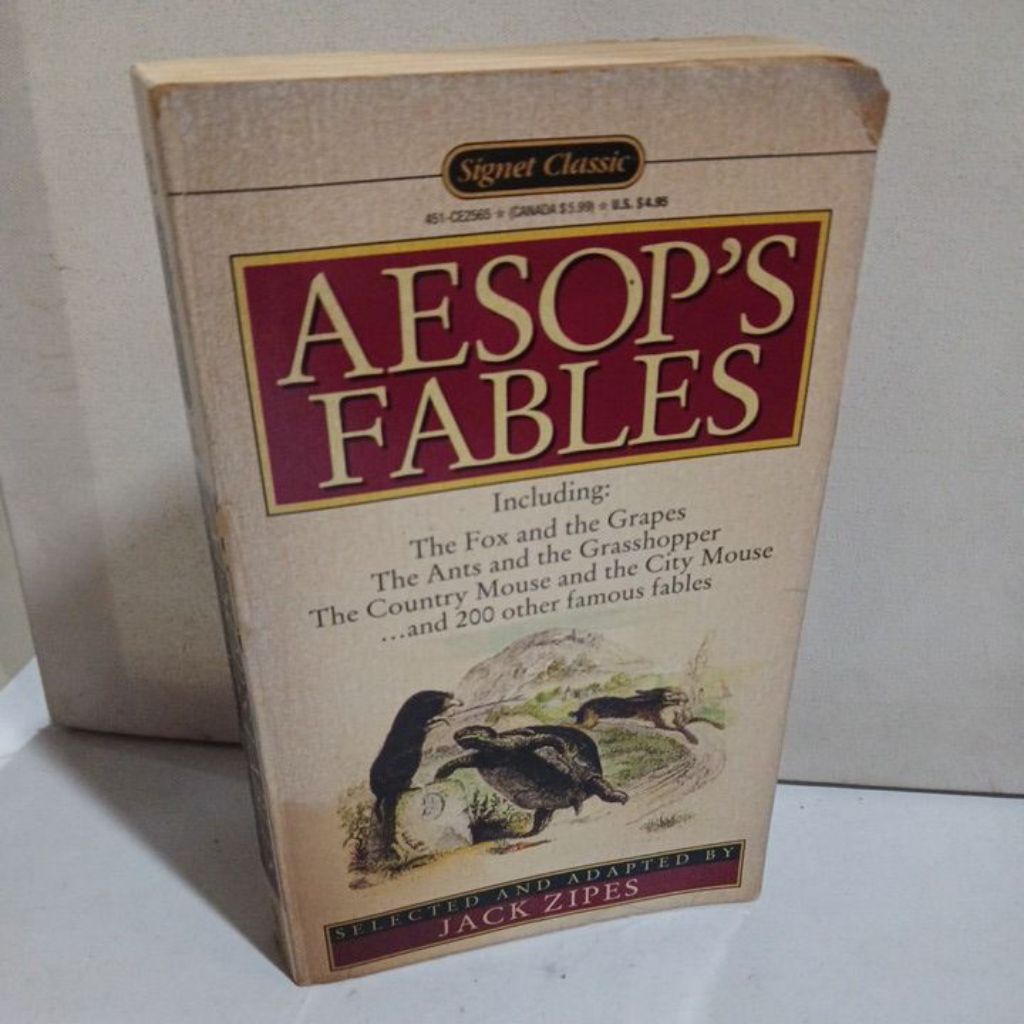 Signet Classic
451-CE2565 ★ (CANADA $5.99) ★ U.S. $4.95
AESOP'S
FABLES
Including:
The Fox and the Grapes
The Ants and the Grasshopper
The Country Mouse and the City Mouse
...and 200 other famous fables
SELECTED AND ADAPTED BY
JACK ZIPES